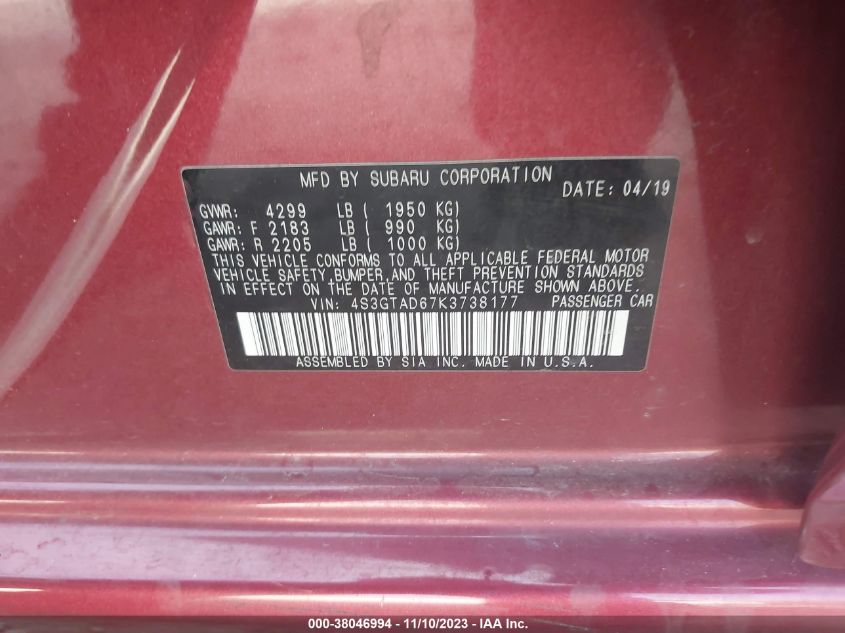 MFD BY SUBARU CORPORATION DATE: 04/19
GVWR: 4299 LB ( 1950 KG)
GAWR: F 2183 LB ( 990 KG)
GAWR: R 2205 LB ( 1000 KG)
THIS VEHICLE CONFORMS TO ALL APPLICABLE FEDERAL MOTOR
VEHICLE SAFETY, BUMPER, AND THEFT PREVENTION STANDARDS
IN EFFECT ON THE DATE OF MANUFACTURE SHOWN ABOVE.
VIN: 4S3GTAD67K3738177 PASSENGER CAR
ASSEMBLED BY SIA INC. MADE IN U.S.A.
000-38046994 - 11/10/2023 - IAA Inc.